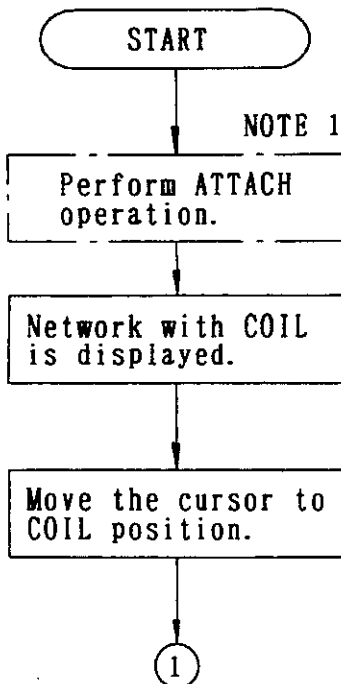 START
NOTE 1
Perform ATTACH
operation.
Network with COIL
is displayed.
Move the cursor to
COIL position.
1